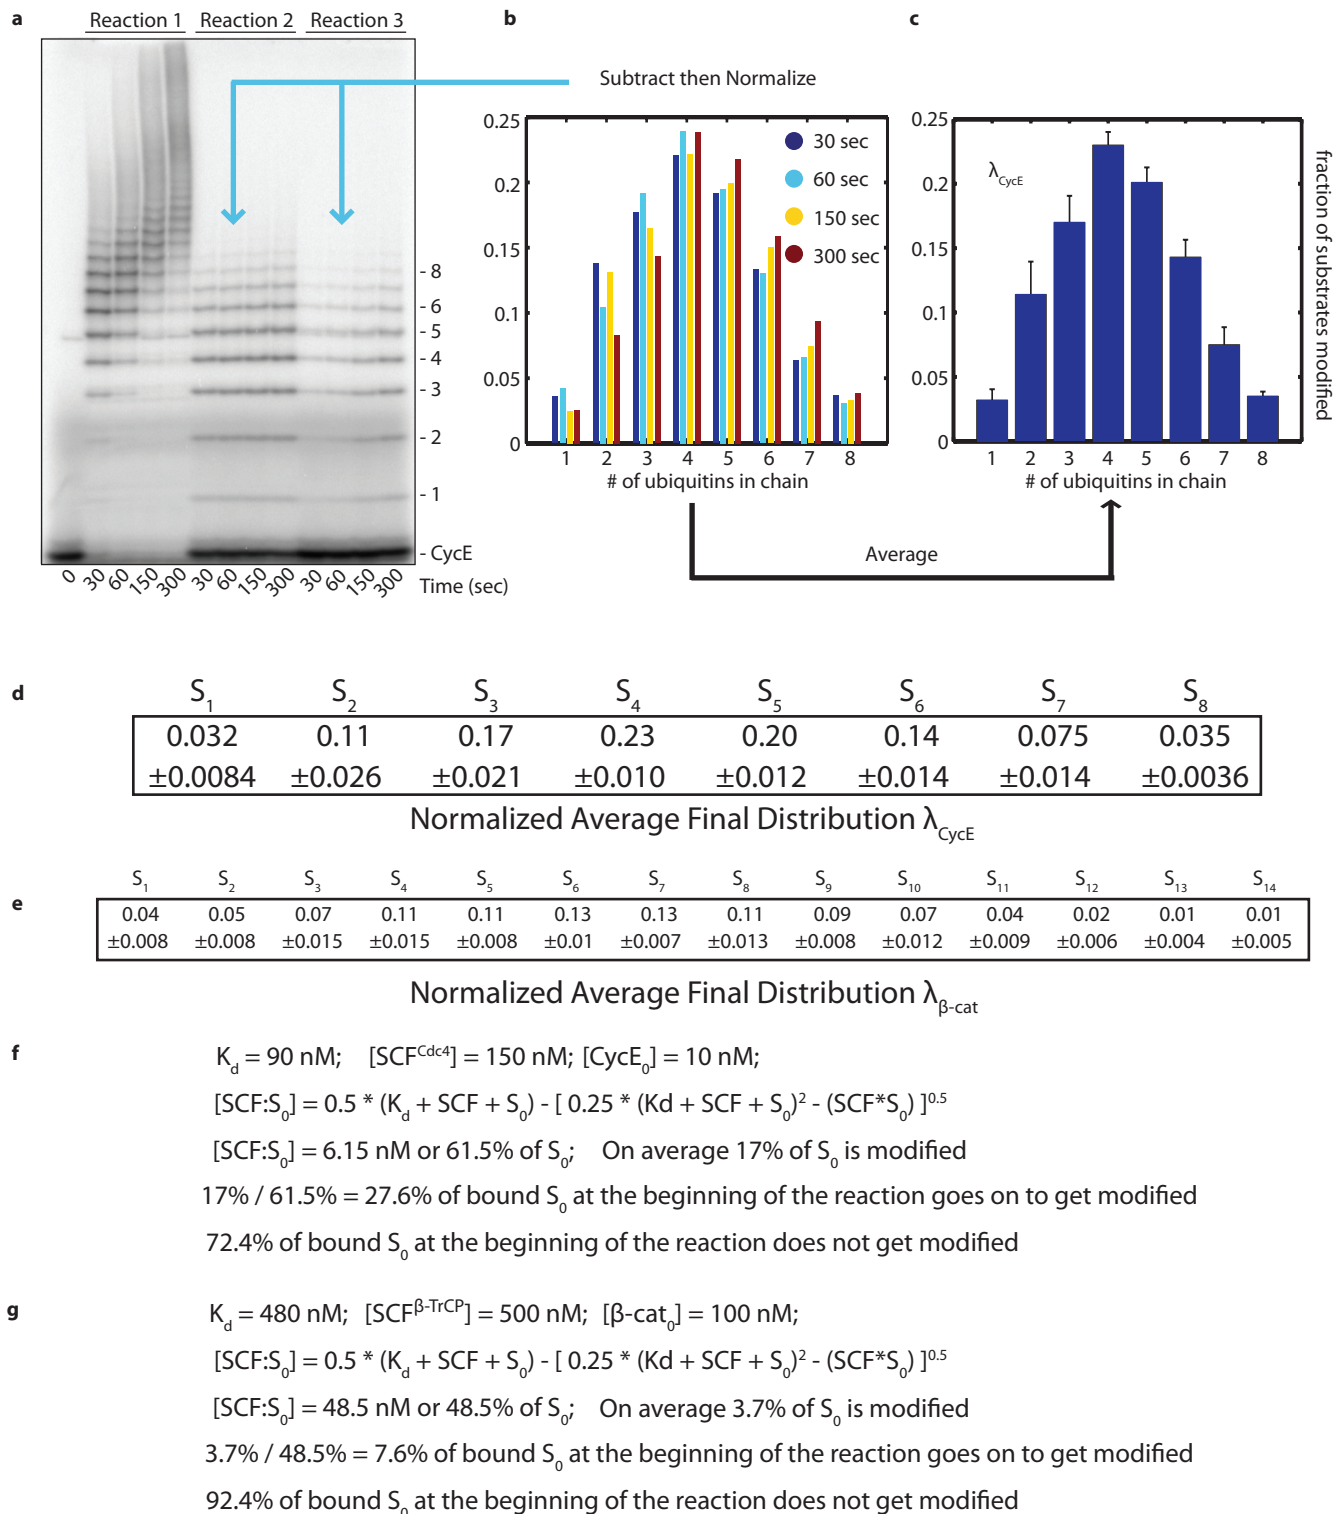 a
Reaction 1 Reaction 2 Reaction 3
- 8
- 6
- 5
- 4
- 3
- 2
- 1
- CycE
0 30 60 150 300 30 60 150 300 30 60 150 300
Time (sec)
b
Subtract then Normalize
0.25
0.2
0.15
0.1
0.05
0
30 sec
60 sec
150 sec
300 sec
1 2 3 4 5 6 7 8
# of ubiquitins in chain
Average
c
0.25
0.2
0.15
0.1
0.05
0
λCycE
1 2 3 4 5 6 7 8
# of ubiquitins in chain
fraction of substrates modified
d
S1 S2 S3 S4 S5 S6 S7 S8
0.032 0.11 0.17 0.23 0.20 0.14 0.075 0.035
±0.0084 ±0.026 ±0.021 ±0.010 ±0.012 ±0.014 ±0.014 ±0.0036
Normalized Average Final Distribution λCycE
e
S1 S2 S3 S4 S5 S6 S7 S8 S9 S10 S11 S12 S13 S14
0.04 0.05 0.07 0.11 0.11 0.13 0.13 0.11 0.09 0.07 0.04 0.02 0.01 0.01
±0.008 ±0.008 ±0.015 ±0.015 ±0.008 ±0.01 ±0.007 ±0.013 ±0.008 ±0.012 ±0.009 ±0.006 ±0.004 ±0.005
Normalized Average Final Distribution λβ-cat
f
Kd = 90 nM; [SCFCdc4] = 150 nM; [CycE0] = 10 nM;
[SCF:S0] = 0.5 * (Kd + SCF + S0) - [ 0.25 * (Kd + SCF + S0)2 - (SCF*S0) ]0.5
[SCF:S0] = 6.15 nM or 61.5% of S0; On average 17% of S0 is modified
17% / 61.5% = 27.6% of bound S0 at the beginning of the reaction goes on to get modified
72.4% of bound S0 at the beginning of the reaction does not get modified
g
Kd = 480 nM; [SCFβ-TrCP] = 500 nM; [β-cat0] = 100 nM;
[SCF:S0] = 0.5 * (Kd + SCF + S0) - [ 0.25 * (Kd + SCF + S0)2 - (SCF*S0) ]0.5
[SCF:S0] = 48.5 nM or 48.5% of S0; On average 3.7% of S0 is modified
3.7% / 48.5% = 7.6% of bound S0 at the beginning of the reaction goes on to get modified
92.4% of bound S0 at the beginning of the reaction does not get modified